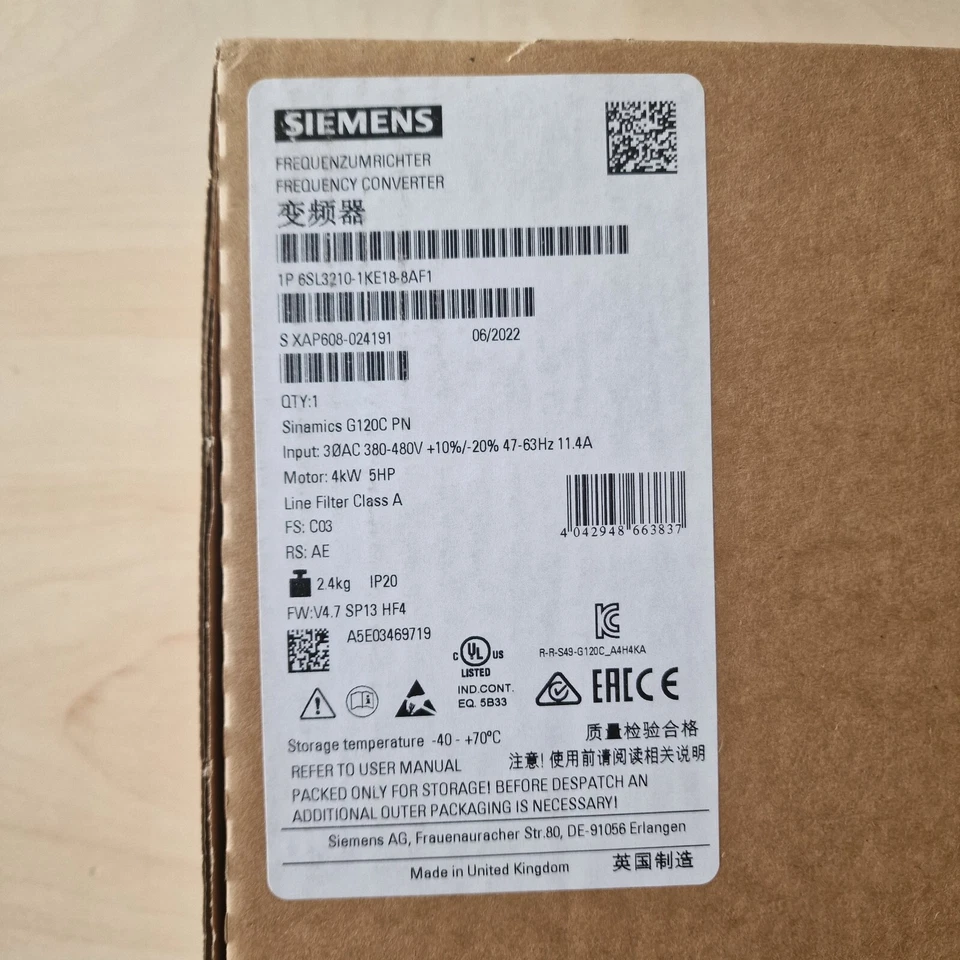 SIEMENS
FREQUENZUMRICHTER
FREQUENCY CONVERTER
变频器
1P 6SL3210-1KE18-8AF1
S XAP608-024191 06/2022
QTY:1
Sinamics G120C PN
Input: 3ØAC 380-480V +10%/-20% 47-63Hz 11.4A
Motor: 4kW 5HP
Line Filter Class A
FS: C03
RS: AE
4 042948 663837
2.4kg IP20
FW:V4.7 SP13 HF4
A5E03469719
R-R-S49-G120C_A4H4KA
C UL US
LISTED
IND.CONT.
EQ. 5B33
EAC CE
质量检验合格
Storage temperature -40 - +70ºC
注意! 使用前请阅读相关说明
REFER TO USER MANUAL
PACKED ONLY FOR STORAGE! BEFORE DESPATCH AN
ADDITIONAL OUTER PACKAGING IS NECESSARY!
Siemens AG, Frauenauracher Str.80, DE-91056 Erlangen
Made in United Kingdom 英国制造